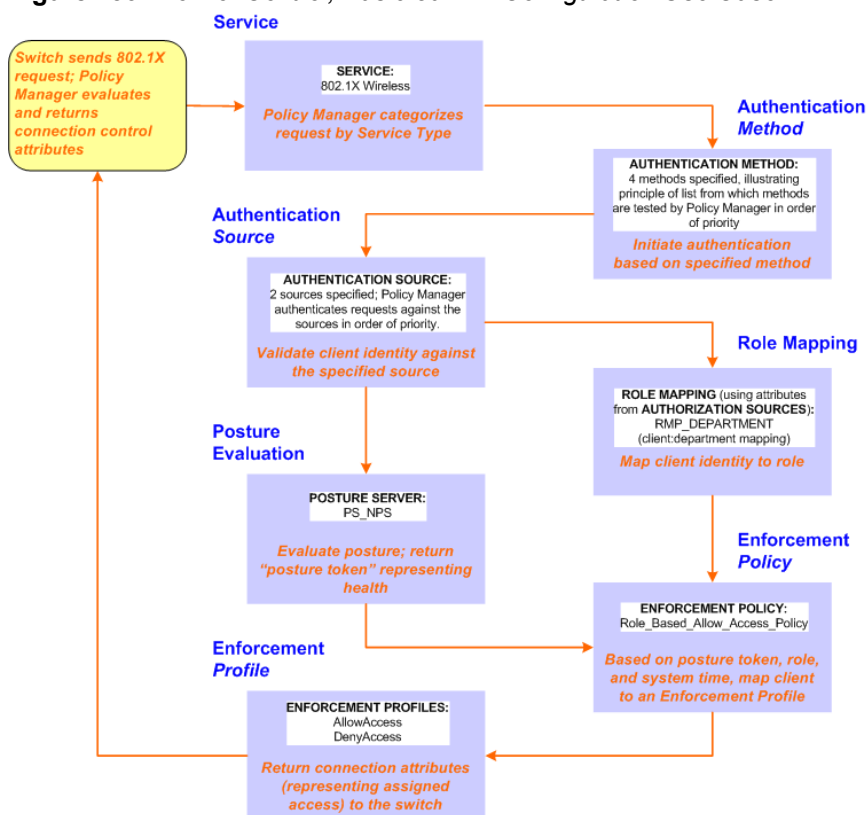 Service
Switch sends 802.1X
request; Policy
Manager evaluates
and returns
connection control
attributes
SERVICE:
802.1X Wireless
Policy Manager categorizes
request by Service Type
Authentication
Method
AUTHENTICATION METHOD:
4 methods specified, illustrating
principle of list from which methods
are tested by Policy Manager in order
of priority
Initiate authentication
based on specified method
Authentication
Source
AUTHENTICATION SOURCE:
2 sources specified; Policy Manager
authenticates requests against the
sources in order of priority.
Validate client identity against
the specified source
Role Mapping
ROLE MAPPING (using attributes
from AUTHORIZATION SOURCES):
RMP_DEPARTMENT
(client:department mapping)
Map client identity to role
Posture
Evaluation
POSTURE SERVER:
PS_NPS
Evaluate posture; return
“posture token” representing
health
Enforcement
Policy
ENFORCEMENT POLICY:
Role_Based_Allow_Access_Policy
Based on posture token, role,
and system time, map client
to an Enforcement Profile
Enforcement
Profile
ENFORCEMENT PROFILES:
AllowAccess
DenyAccess
Return connection attributes
(representing assigned
access) to the switch